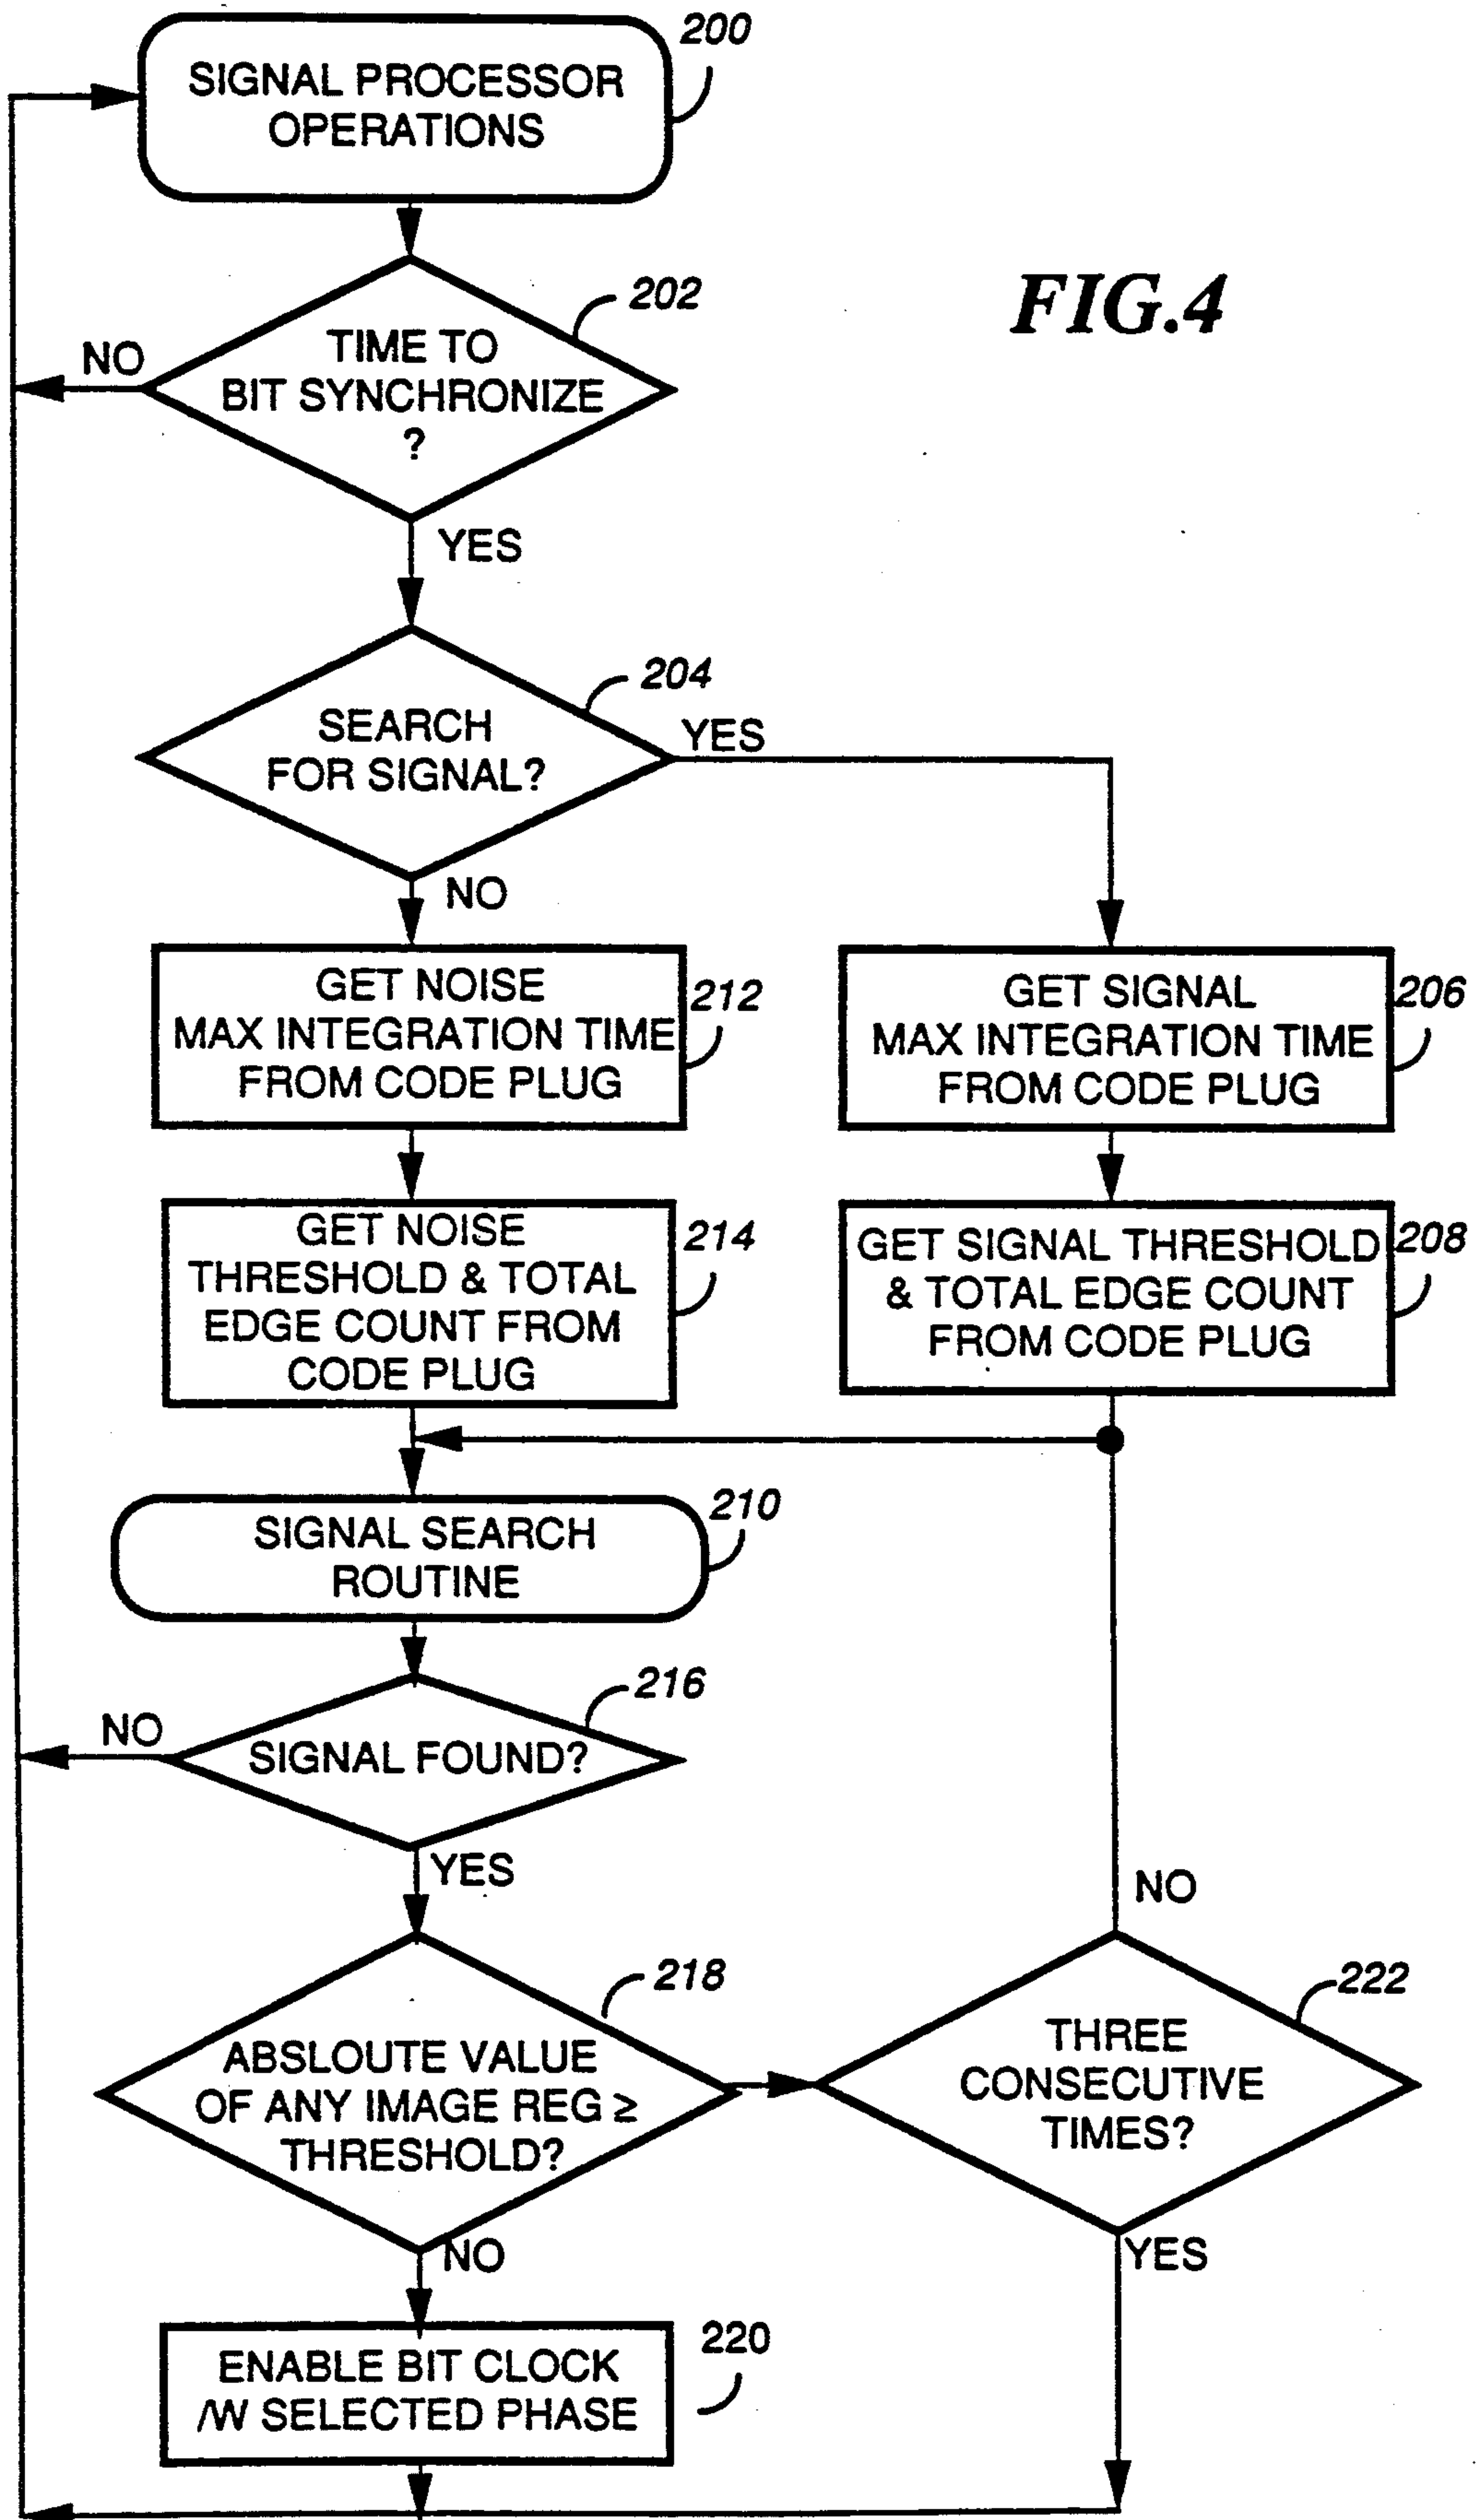 200
SIGNAL PROCESSOR
OPERATIONS
FIG.4
202
NO
TIME TO
BIT SYNCHRONIZE
?
YES
204
SEARCH
FOR SIGNAL?
YES
NO
GET NOISE
MAX INTEGRATION TIME
FROM CODE PLUG
212
GET SIGNAL
MAX INTEGRATION TIME
FROM CODE PLUG
206
GET NOISE
THRESHOLD & TOTAL
EDGE COUNT FROM
CODE PLUG
214
GET SIGNAL THRESHOLD
& TOTAL EDGE COUNT
FROM CODE PLUG
208
SIGNAL SEARCH
ROUTINE
210
216
NO
SIGNAL FOUND?
YES
NO
218
ABSLOUTE VALUE
OF ANY IMAGE REG ≥
THRESHOLD?
222
THREE
CONSECUTIVE
TIMES?
NO
YES
ENABLE BIT CLOCK
/W SELECTED PHASE
220